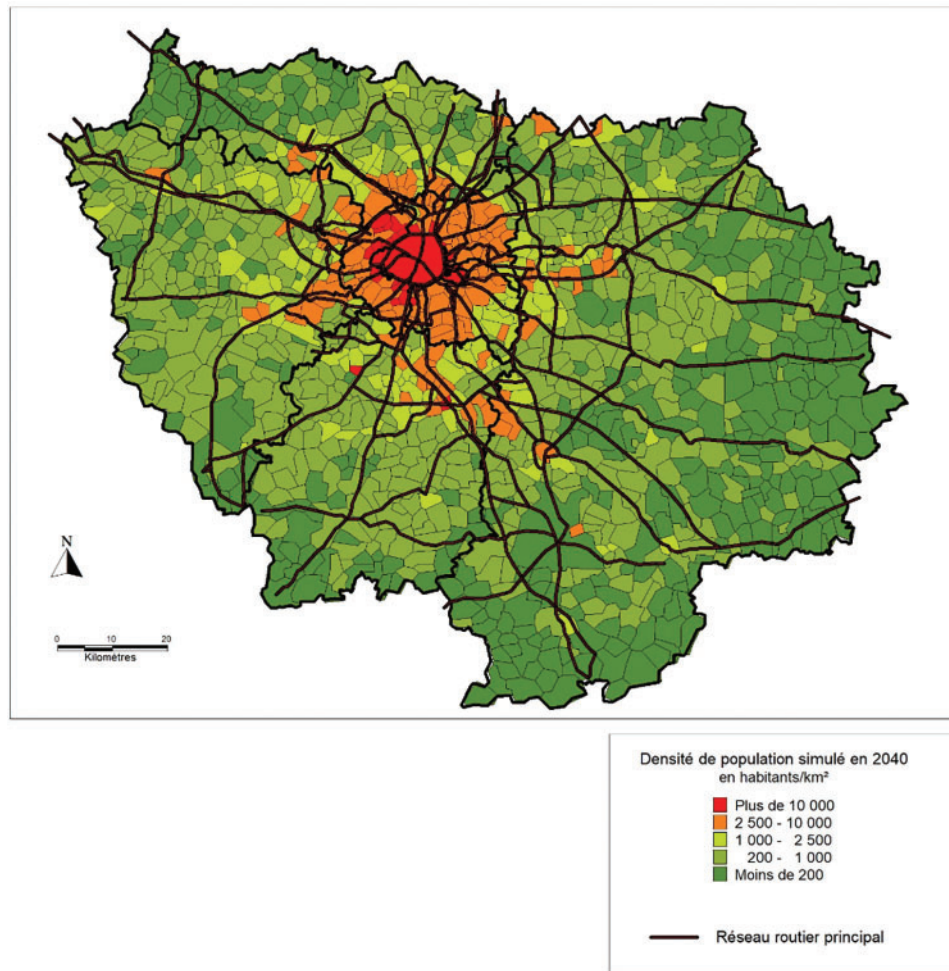 N
0 10 20
Kilomètres
Densité de population simulé en 2040
en habitants/km²
Plus de 10 000
2 500 - 10 000
1 000 - 2 500
200 - 1 000
Moins de 200
Réseau routier principal